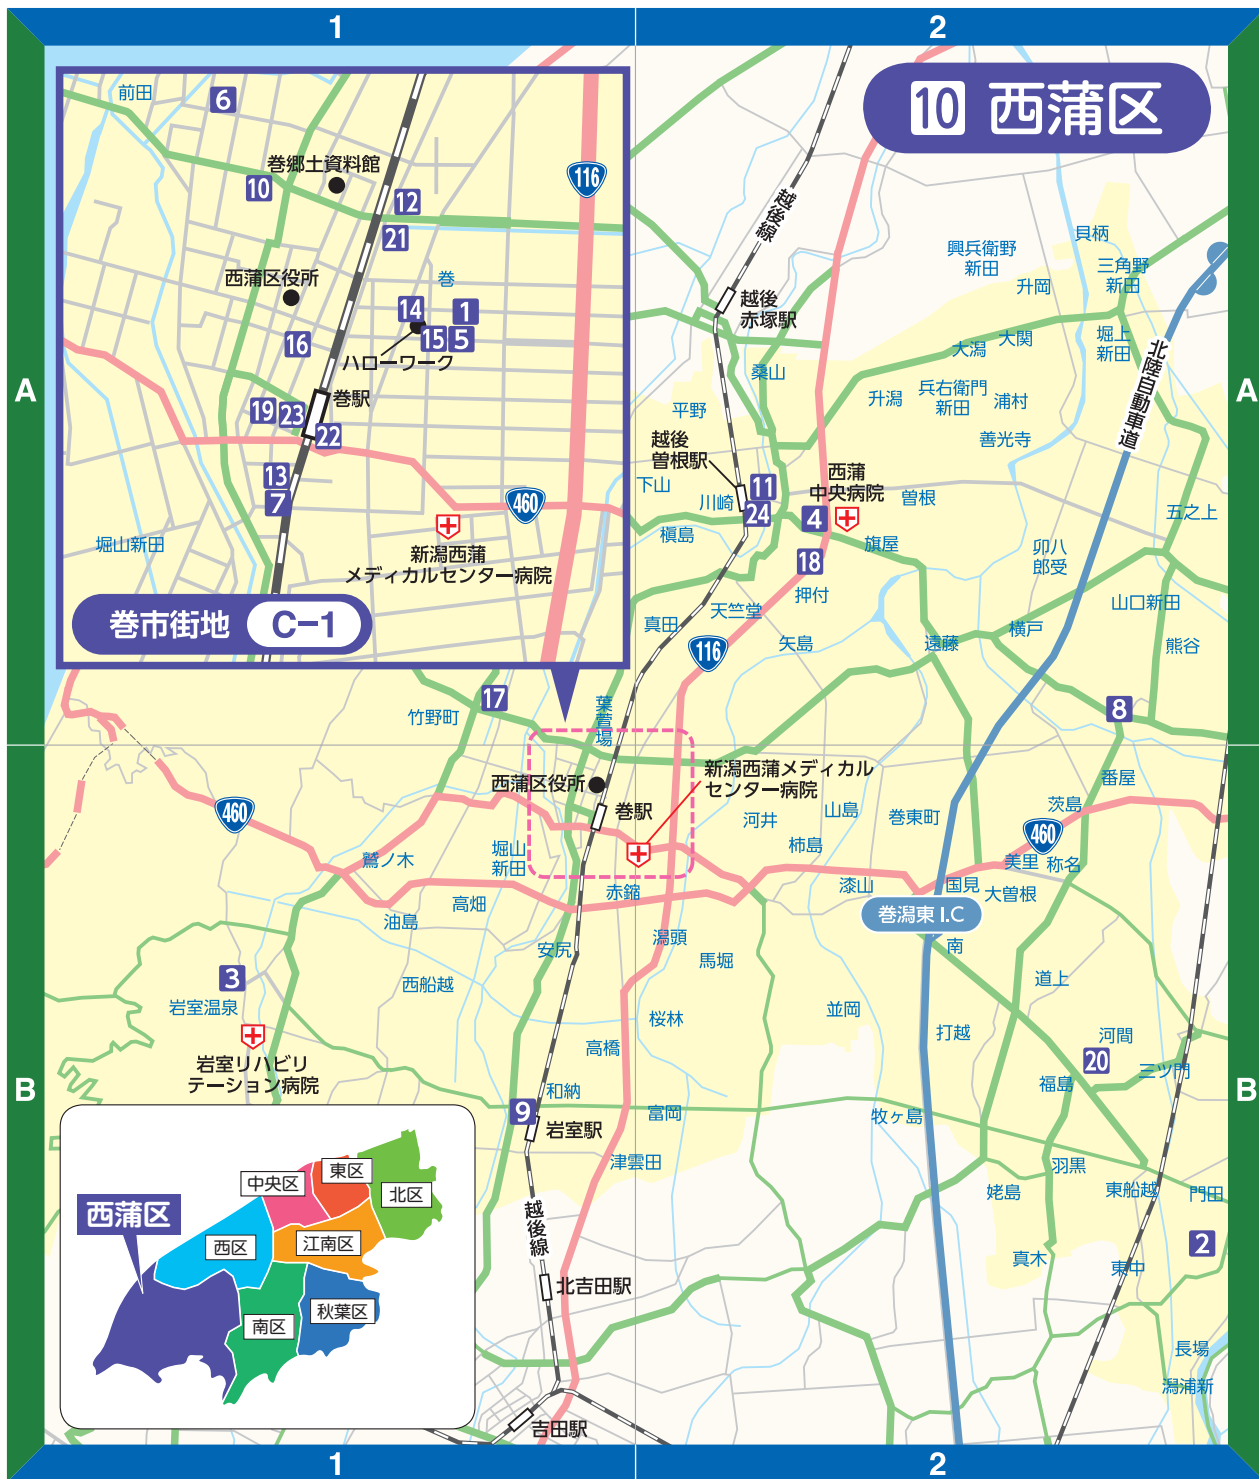 1
2
10 西蒲区
前田
6
巻郷土資料館
10
12
116
21
西蒲区役所
巻
14
1
15
5
16
ハローワーク
19
23
巻駅
22
13
7
460
堀山新田
新潟西蒲
メディカルセンター病院
巻市街地 C-1
越後線
越後
赤塚駅
興兵衛野
新田
貝柄
三角野
新田
升岡
大潟
大関
堀上
新田
北陸自動車道
桑山
升潟
兵右衛門
新田
浦村
善光寺
平野
越後
曽根駅
下山
川崎
11
24
西蒲
中央病院
4
曽根
五之上
槇島
旗屋
18
卯八
郎受
押付
山口新田
天竺堂
真田
116
矢島
遠藤
横戸
熊谷
A
A
17
竹野町
葉萱場
8
西蒲区役所
新潟西蒲メディカル
センター病院
番屋
460
巻駅
河井
山島
巻東町
茨島
460
柿島
鷲ノ木
堀山
新田
美里
称名
赤鏥
漆山
国見
大曽根
高畑
巻潟東 I.C
油島
安尻
潟頭
馬堀
南
3
岩室温泉
西船越
道上
並岡
桜林
打越
河間
岩室リハビリ
テーション病院
高橋
20
三ツ門
和納
福島
B
B
9
岩室駅
富岡
牧ヶ島
津雲田
羽黒
姥島
東船越
門田
越後線
2
真木
東中
北吉田駅
長場
潟浦新
吉田駅
西蒲区
中央区
東区
北区
西区
江南区
南区
秋葉区
1
2